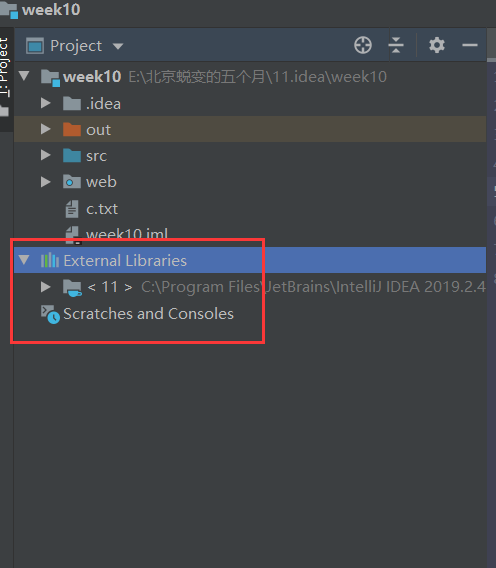 week10
1: Project
Project
week10 E:\北京蜕变的五个月\11.idea\week10
.idea
out
src
web
c.txt
week10.iml
External Libraries
< 11 > C:\Program Files\JetBrains\IntelliJ IDEA 2019.2.4
Scratches and Consoles